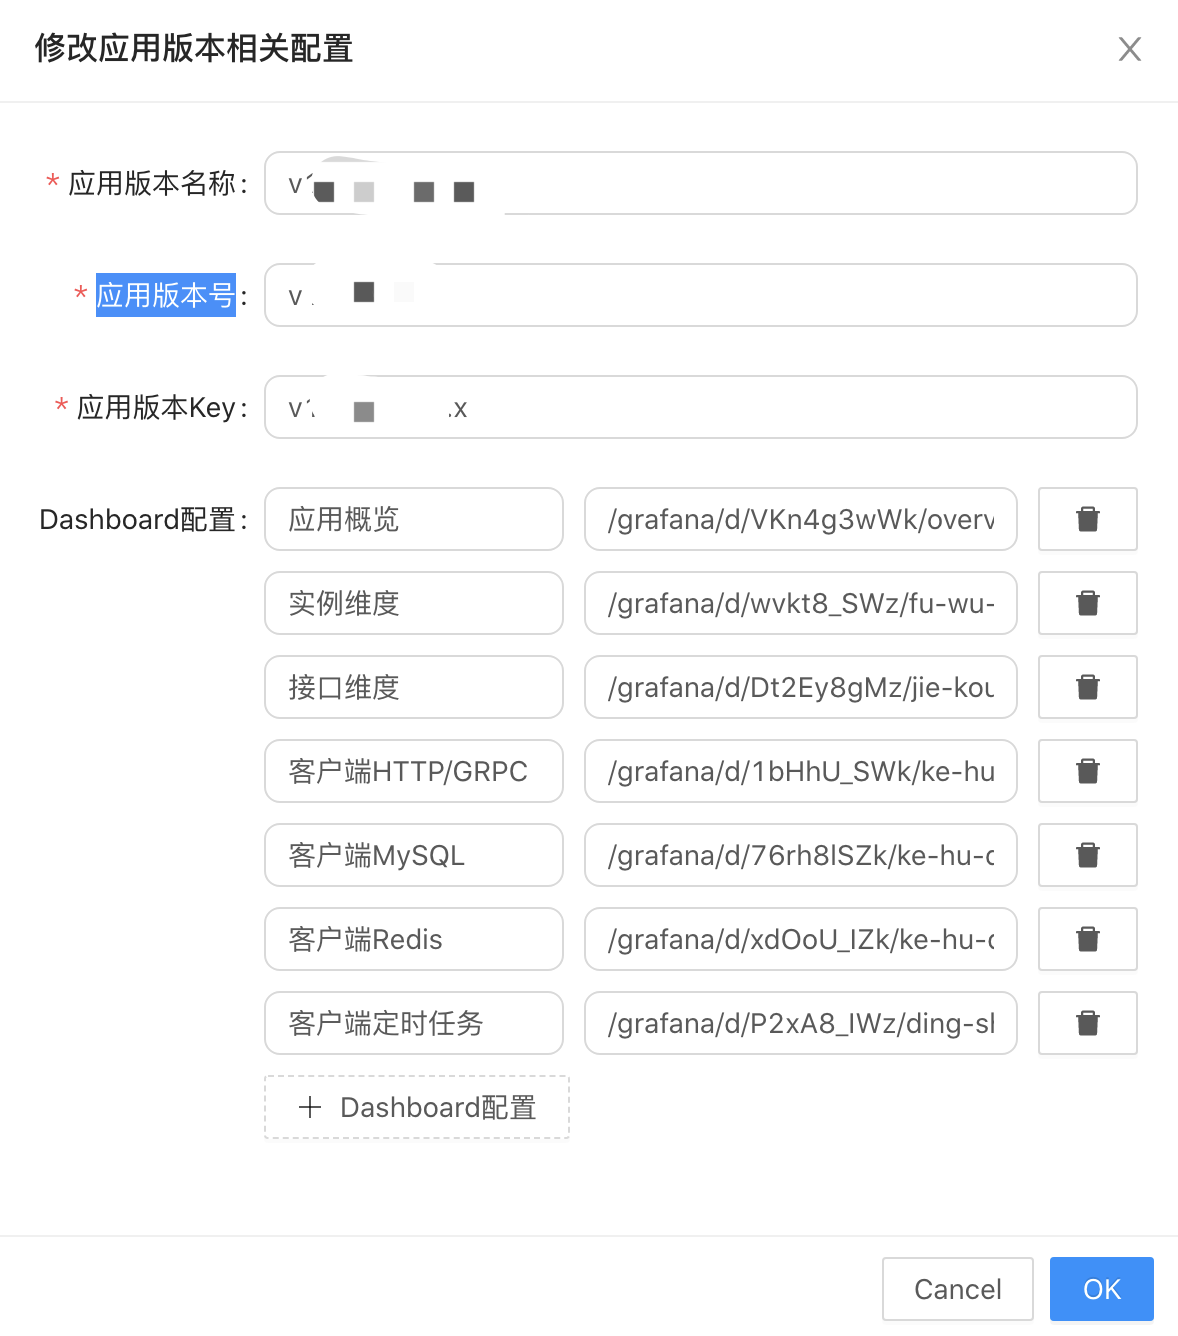 修改应用版本相关配置
* 应用版本名称:
* 应用版本号:
* 应用版本Key: .x
Dashboard配置: 应用概览 /grafana/d/VKn4g3wWk/overv
实例维度 /grafana/d/wvkt8_SWz/fu-wu-
接口维度 /grafana/d/Dt2Ey8gMz/jie-kou
客户端HTTP/GRPC /grafana/d/1bHhU_SWk/ke-hu
客户端MySQL /grafana/d/76rh8lSZk/ke-hu-d
客户端Redis /grafana/d/xdOoU_IZk/ke-hu-d
客户端定时任务 /grafana/d/P2xA8_IWz/ding-sh
+ Dashboard配置
Cancel OK